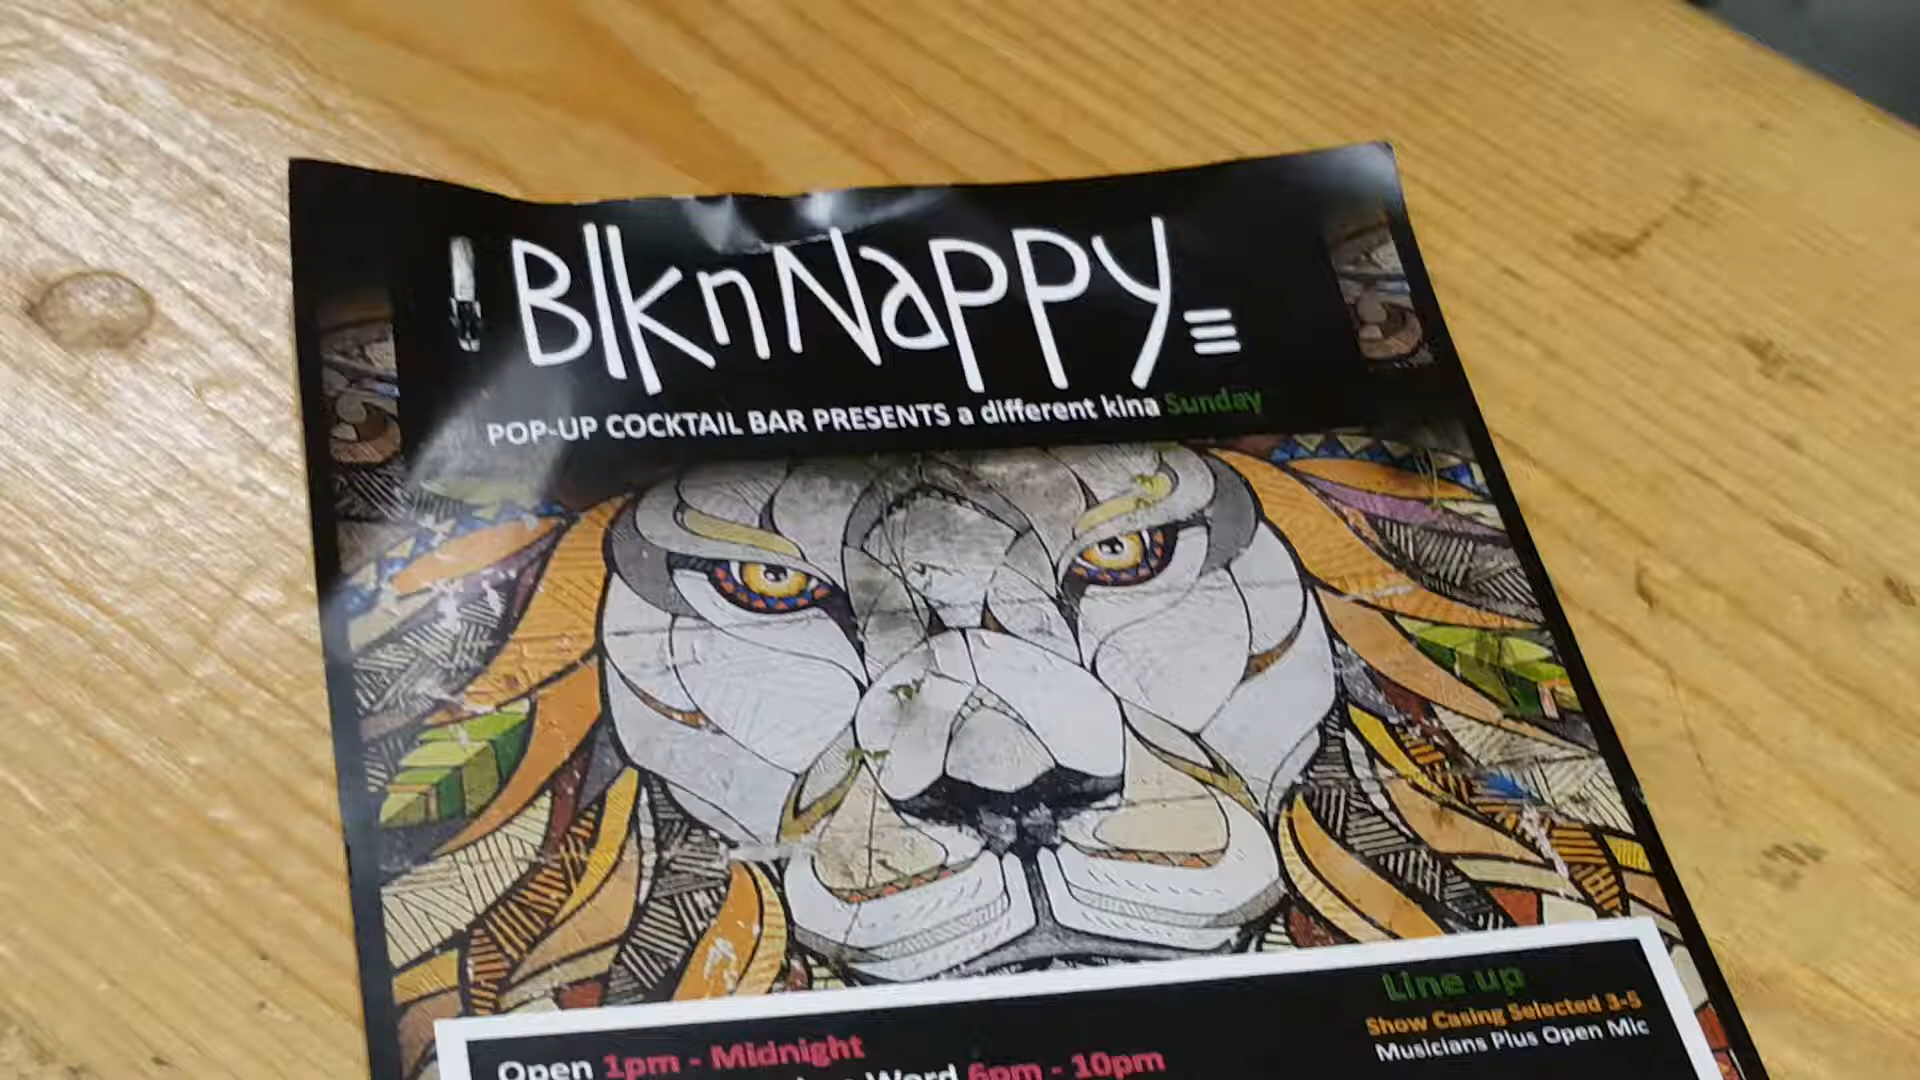 BlknNappy
POP-UP COCKTAIL BAR PRESENTS a different kina Sunday
Line up
Show Casing Selected 3-5
Musicians Plus Open Mic
Open 1pm - Midnight
Word 6pm - 10pm